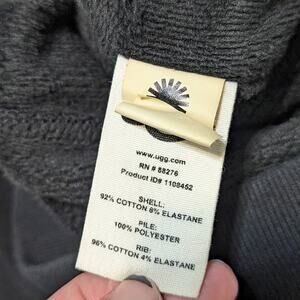 www.ugg.com
RN # 88276
Product ID# 1108452
SHELL:
92% COTTON 8% ELASTANE
PILE:
100% POLYESTER
RIB:
96% COTTON 4% ELASTANE